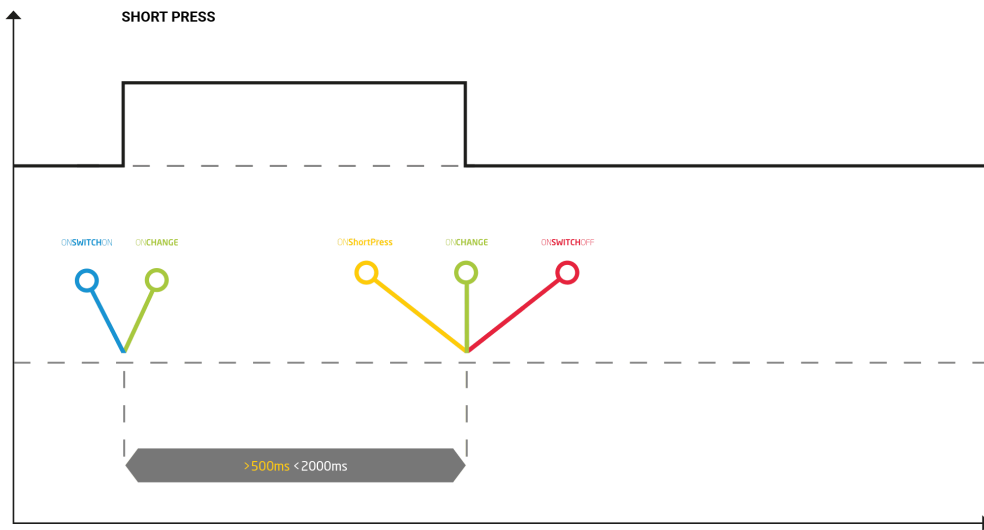 SHORT PRESS
ONSWITCHON
ONCHANGE
ONShortPress
ONCHANGE
ONSWITCHOFF
>500ms <2000ms